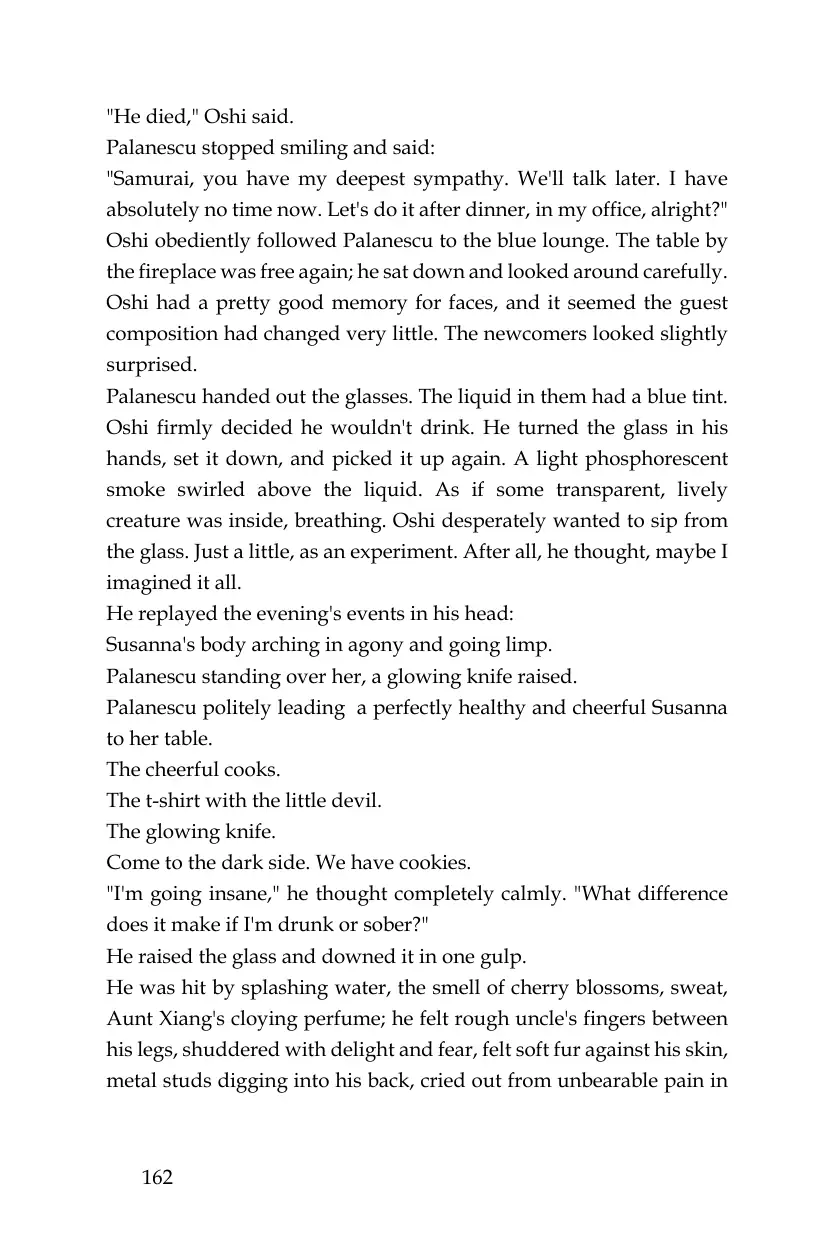 "He died," Oshi said.
Palanescu stopped smiling and said:
"Samurai, you have my deepest sympathy. We'll talk later. I have
absolutely no time now. Let's do it after dinner, in my office, alright?"
Oshi obediently followed Palanescu to the blue lounge. The table by
the fireplace was free again; he sat down and looked around carefully.
Oshi had a pretty good memory for faces, and it seemed the guest
composition had changed very little. The newcomers looked slightly
surprised.
Palanescu handed out the glasses. The liquid in them had a blue tint.
Oshi firmly decided he wouldn't drink. He turned the glass in his
hands, set it down, and picked it up again. A light phosphorescent
smoke swirled above the liquid. As if some transparent, lively
creature was inside, breathing. Oshi desperately wanted to sip from
the glass. Just a little, as an experiment. After all, he thought, maybe I
imagined it all.
He replayed the evening's events in his head:
Susanna's body arching in agony and going limp.
Palanescu standing over her, a glowing knife raised.
Palanescu politely leading  a perfectly healthy and cheerful Susanna
to her table.
The cheerful cooks.
The t-shirt with the little devil.
The glowing knife.
Come to the dark side. We have cookies.
"I'm going insane," he thought completely calmly. "What difference
does it make if I'm drunk or sober?"
He raised the glass and downed it in one gulp.
He was hit by splashing water, the smell of cherry blossoms, sweat,
Aunt Xiang's cloying perfume; he felt rough uncle's fingers between
his legs, shuddered with delight and fear, felt soft fur against his skin,
metal studs digging into his back, cried out from unbearable pain in
162